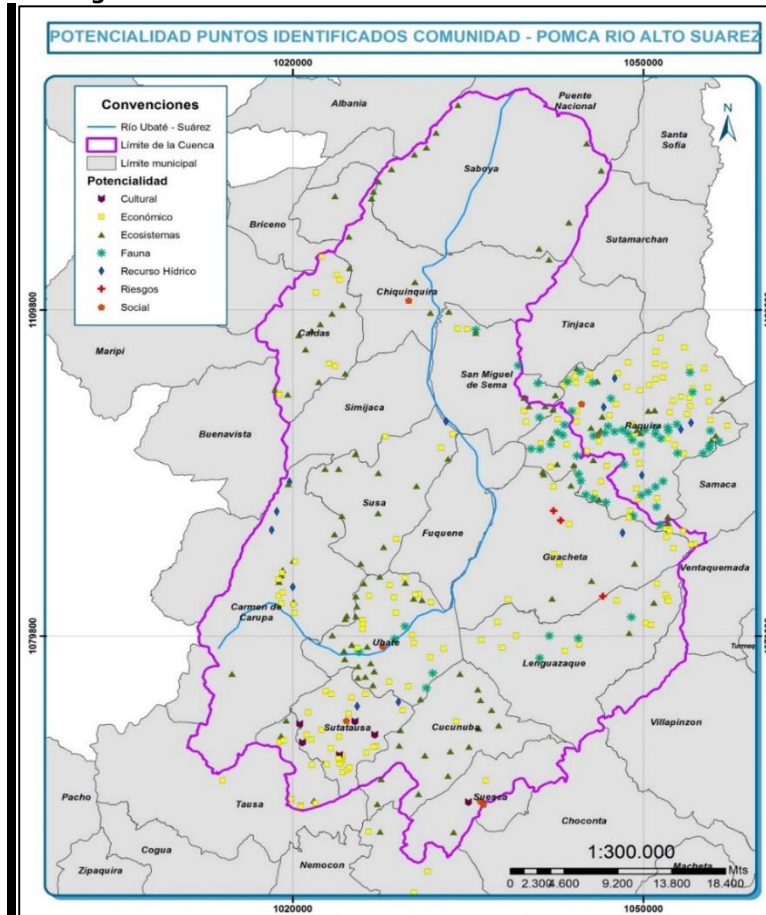 POTENCIALIDAD PUNTOS IDENTIFICADOS COMUNIDAD - POMCA RIO ALTO SUAREZ
1020000
1050000
Convenciones
Río Ubaté - Suárez
Límite de la Cuenca
Límite municipal
Potencialidad
Cultural
Económico
Ecosistemas
Fauna
Recurso Hídrico
Riesgos
Social
N
Albania
Puente
Nacional
Santa
Sofia
Saboya
Briceno
Sutamarchan
Chiquinquira
1109800
Tinjaca
Caldas
Maripi
San Miguel
de Sema
Simijaca
Raquira
Buenavista
Samaca
Susa
Fuquene
Guacheta
Ventaquemada
Carmen de
Carupa
1079800
Ubate
Lenguazaque
Villapinzon
Sutatausa
Cucunuba
Pacho
Tausa
Suesca
Choconta
Cogua
1:300.000
Zipaquira
Nemocon
Macheta
Mts
0 2.300 4.600 9.200 13.800 18.400
1020000
1050000